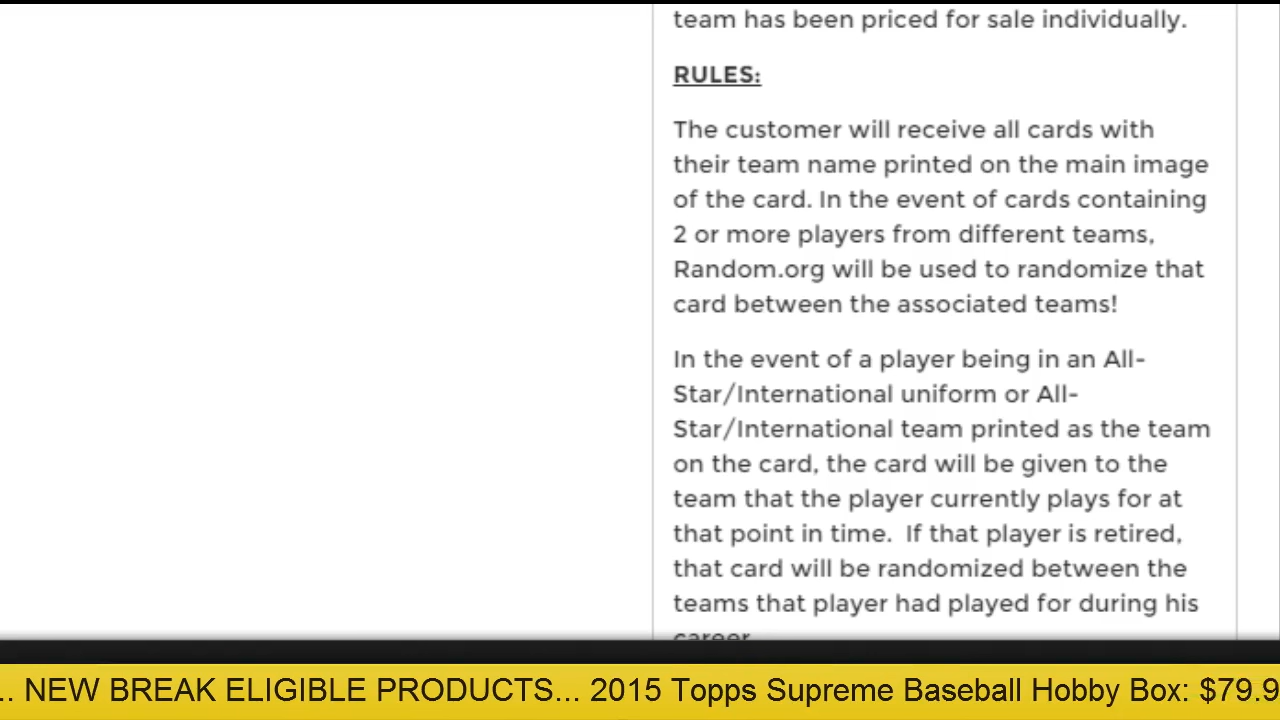 team has been priced for sale individually.
RULES:
The customer will receive all cards with
their team name printed on the main image
of the card. In the event of cards containing
2 or more players from different teams,
Random.org will be used to randomize that
card between the associated teams!
In the event of a player being in an All-
Star/International uniform or All-
Star/International team printed as the team
on the card, the card will be given to the
team that the player currently plays for at
that point in time. If that player is retired,
that card will be randomized between the
teams that player had played for during his
career.
.. NEW BREAK ELIGIBLE PRODUCTS... 2015 Topps Supreme Baseball Hobby Box: $79.9